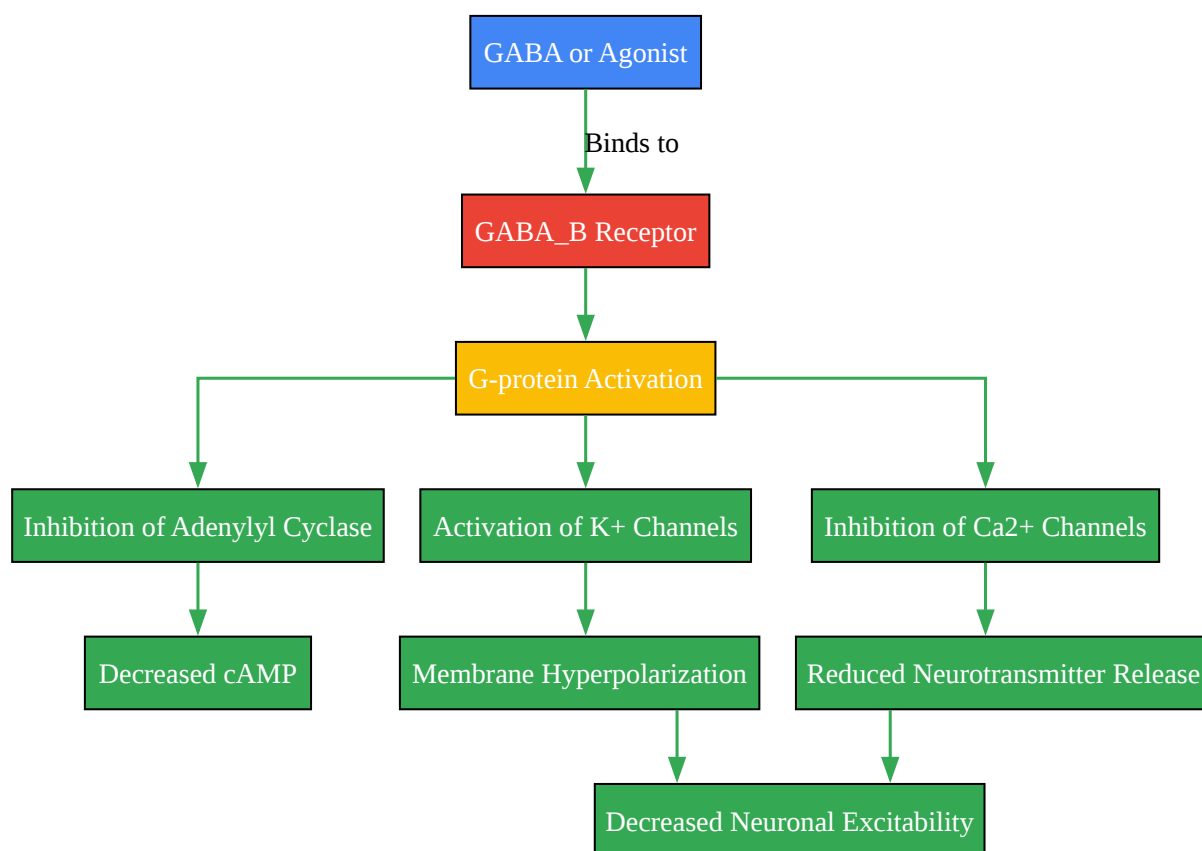 GABA or Agonist
Binds to
GABA_B Receptor
G-protein Activation
Inhibition of Adenylyl Cyclase
Activation of K+ Channels
Inhibition of Ca2+ Channels
Decreased cAMP
Membrane Hyperpolarization
Reduced Neurotransmitter Release
Decreased Neuronal Excitability